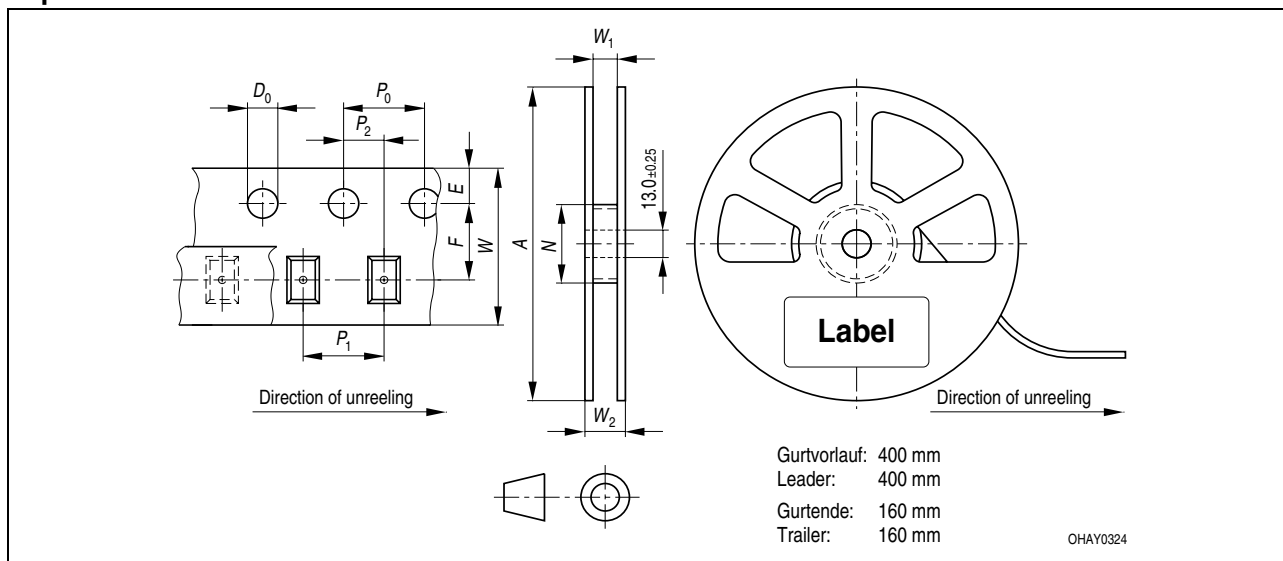 W1
D0
P0
P2
E
F
W
A
N
13.0±0.25
P1
Label
Direction of unreeling
W2
Direction of unreeling
Gurtvorlauf: 400 mm
Leader: 400 mm
Gurtende: 160 mm
Trailer: 160 mm
OHAY0324